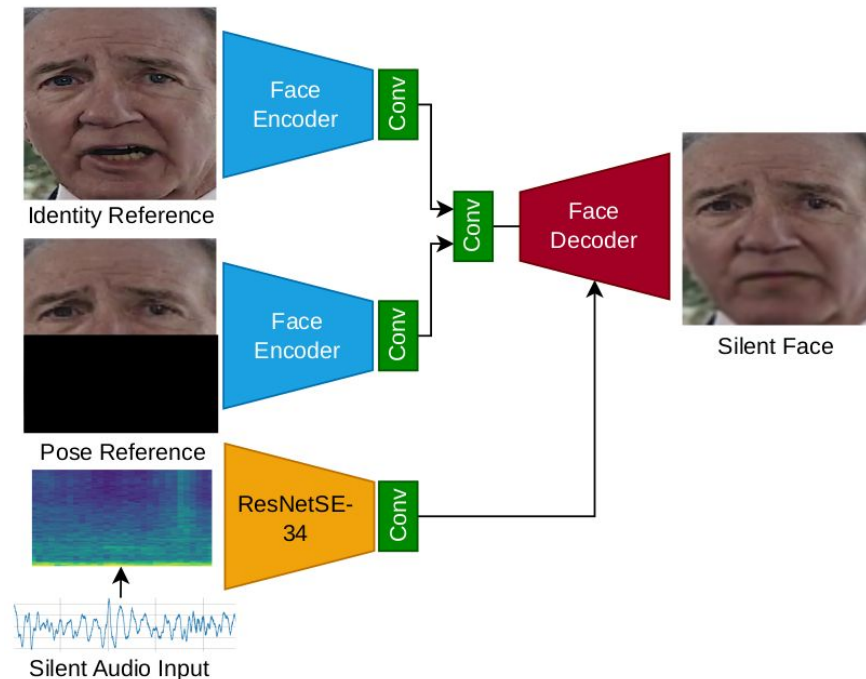 Face
Encoder
Conv
Identity Reference
Conv
Face
Decoder
Silent Face
Face
Encoder
Conv
Pose Reference
ResNetSE-
34
Conv
Silent Audio Input